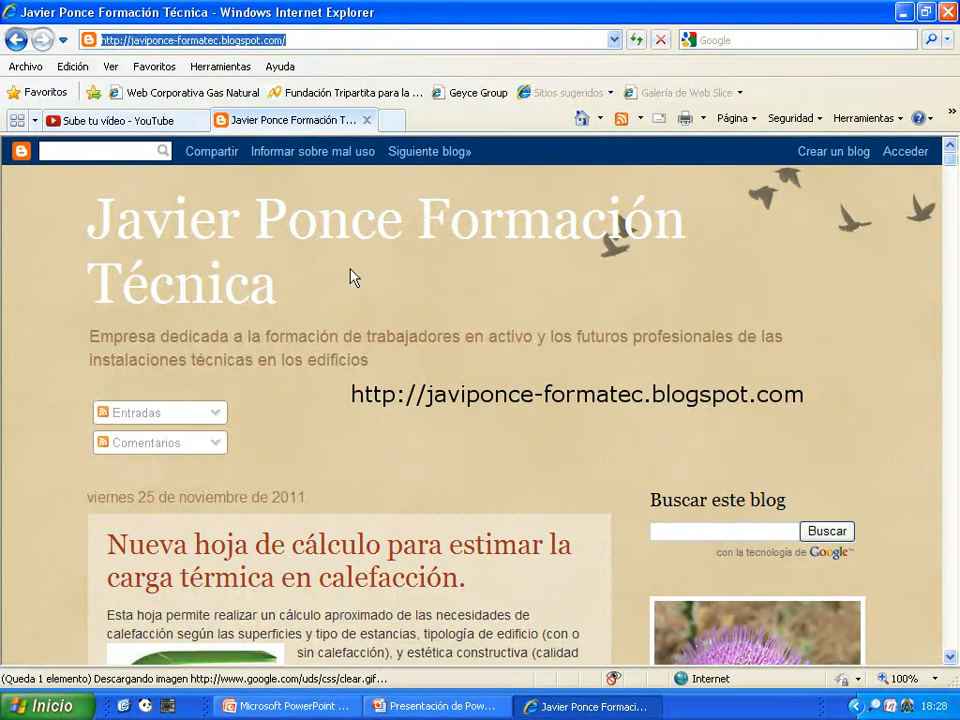 Javier Ponce Formación Técnica - Windows Internet Explorer
http://javiponce-formatec.blogspot.com/
Google
Archivo Edición Ver Favoritos Herramientas Ayuda
Favoritos Web Corporativa Gas Natural Fundación Tripartita para la ... Geyce Group Sitios sugeridos Galería de Web Slice
Sube tu vídeo - YouTube Javier Ponce Formación T... Página Seguridad Herramientas
Compartir Informar sobre mal uso Siguiente blog» Crear un blog Acceder
Javier Ponce Formación
Técnica
Empresa dedicada a la formación de trabajadores en activo y los futuros profesionales de las
instalaciones técnicas en los edificios
http://javiponce-formatec.blogspot.com
Entradas
Comentarios
viernes 25 de noviembre de 2011
Buscar este blog
Buscar
con la tecnología de Google™
Nueva hoja de cálculo para estimar la
carga térmica en calefacción.
Esta hoja permite realizar un cálculo aproximado de las necesidades de
calefacción según las superficies y tipo de estancias, tipología de edificio (con o
sin calefacción), y estética constructiva (calidad
(Queda 1 elemento) Descargando imagen http://www.google.com/uds/css/clear.gif... Internet 100%
Inicio Microsoft PowerPoint ... Presentación de Pow... Javier Ponce Formaci... 18:28